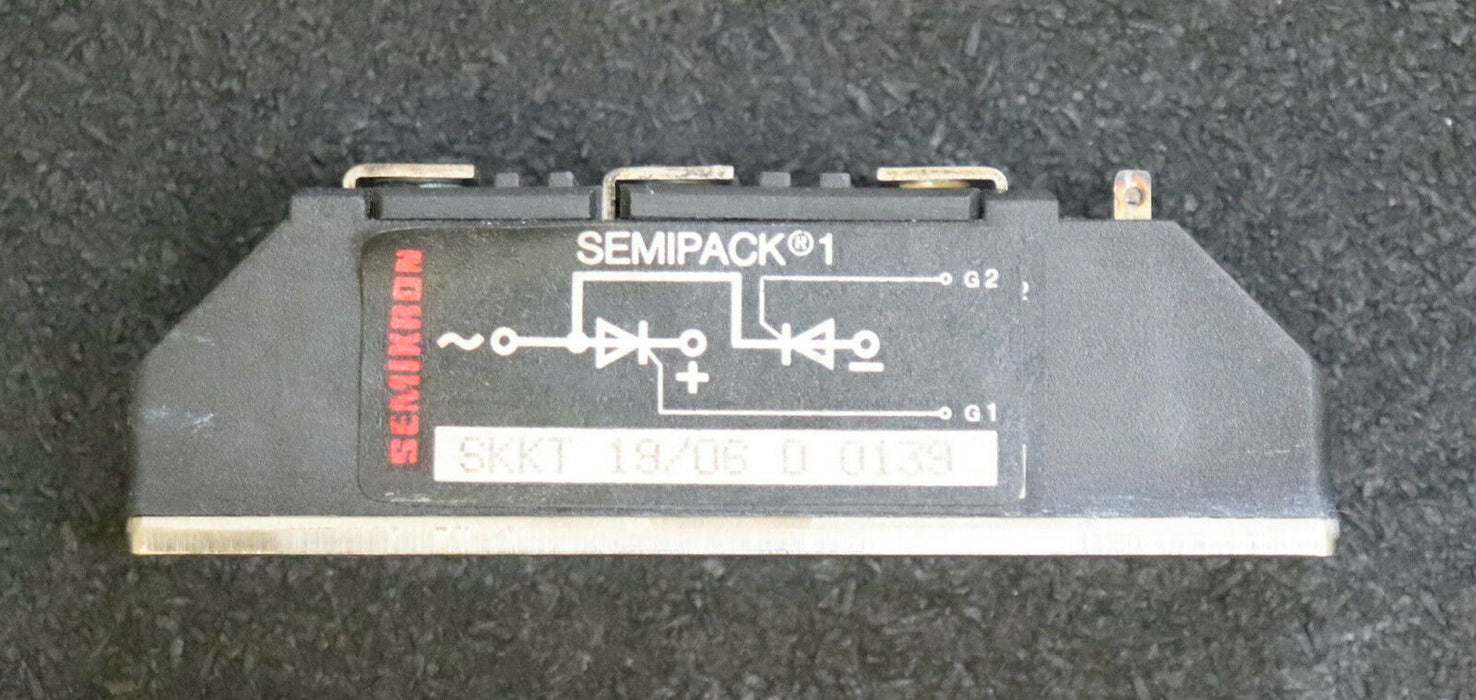 SEMIPACK®1
SEMIKRON
G2
~
+
−
G1
SKKT 19/06 D 0139